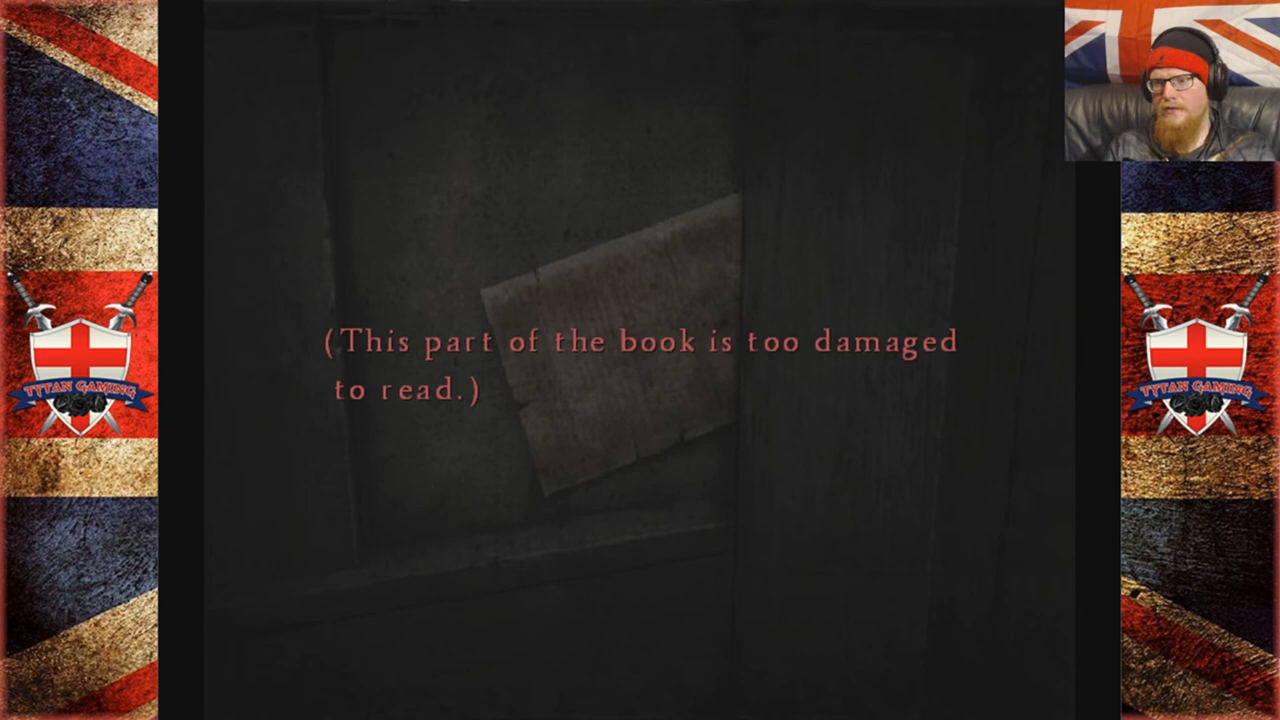 (This part of the book is too damaged
to read.)
TYTAN GAMING
TYTAN GAMING